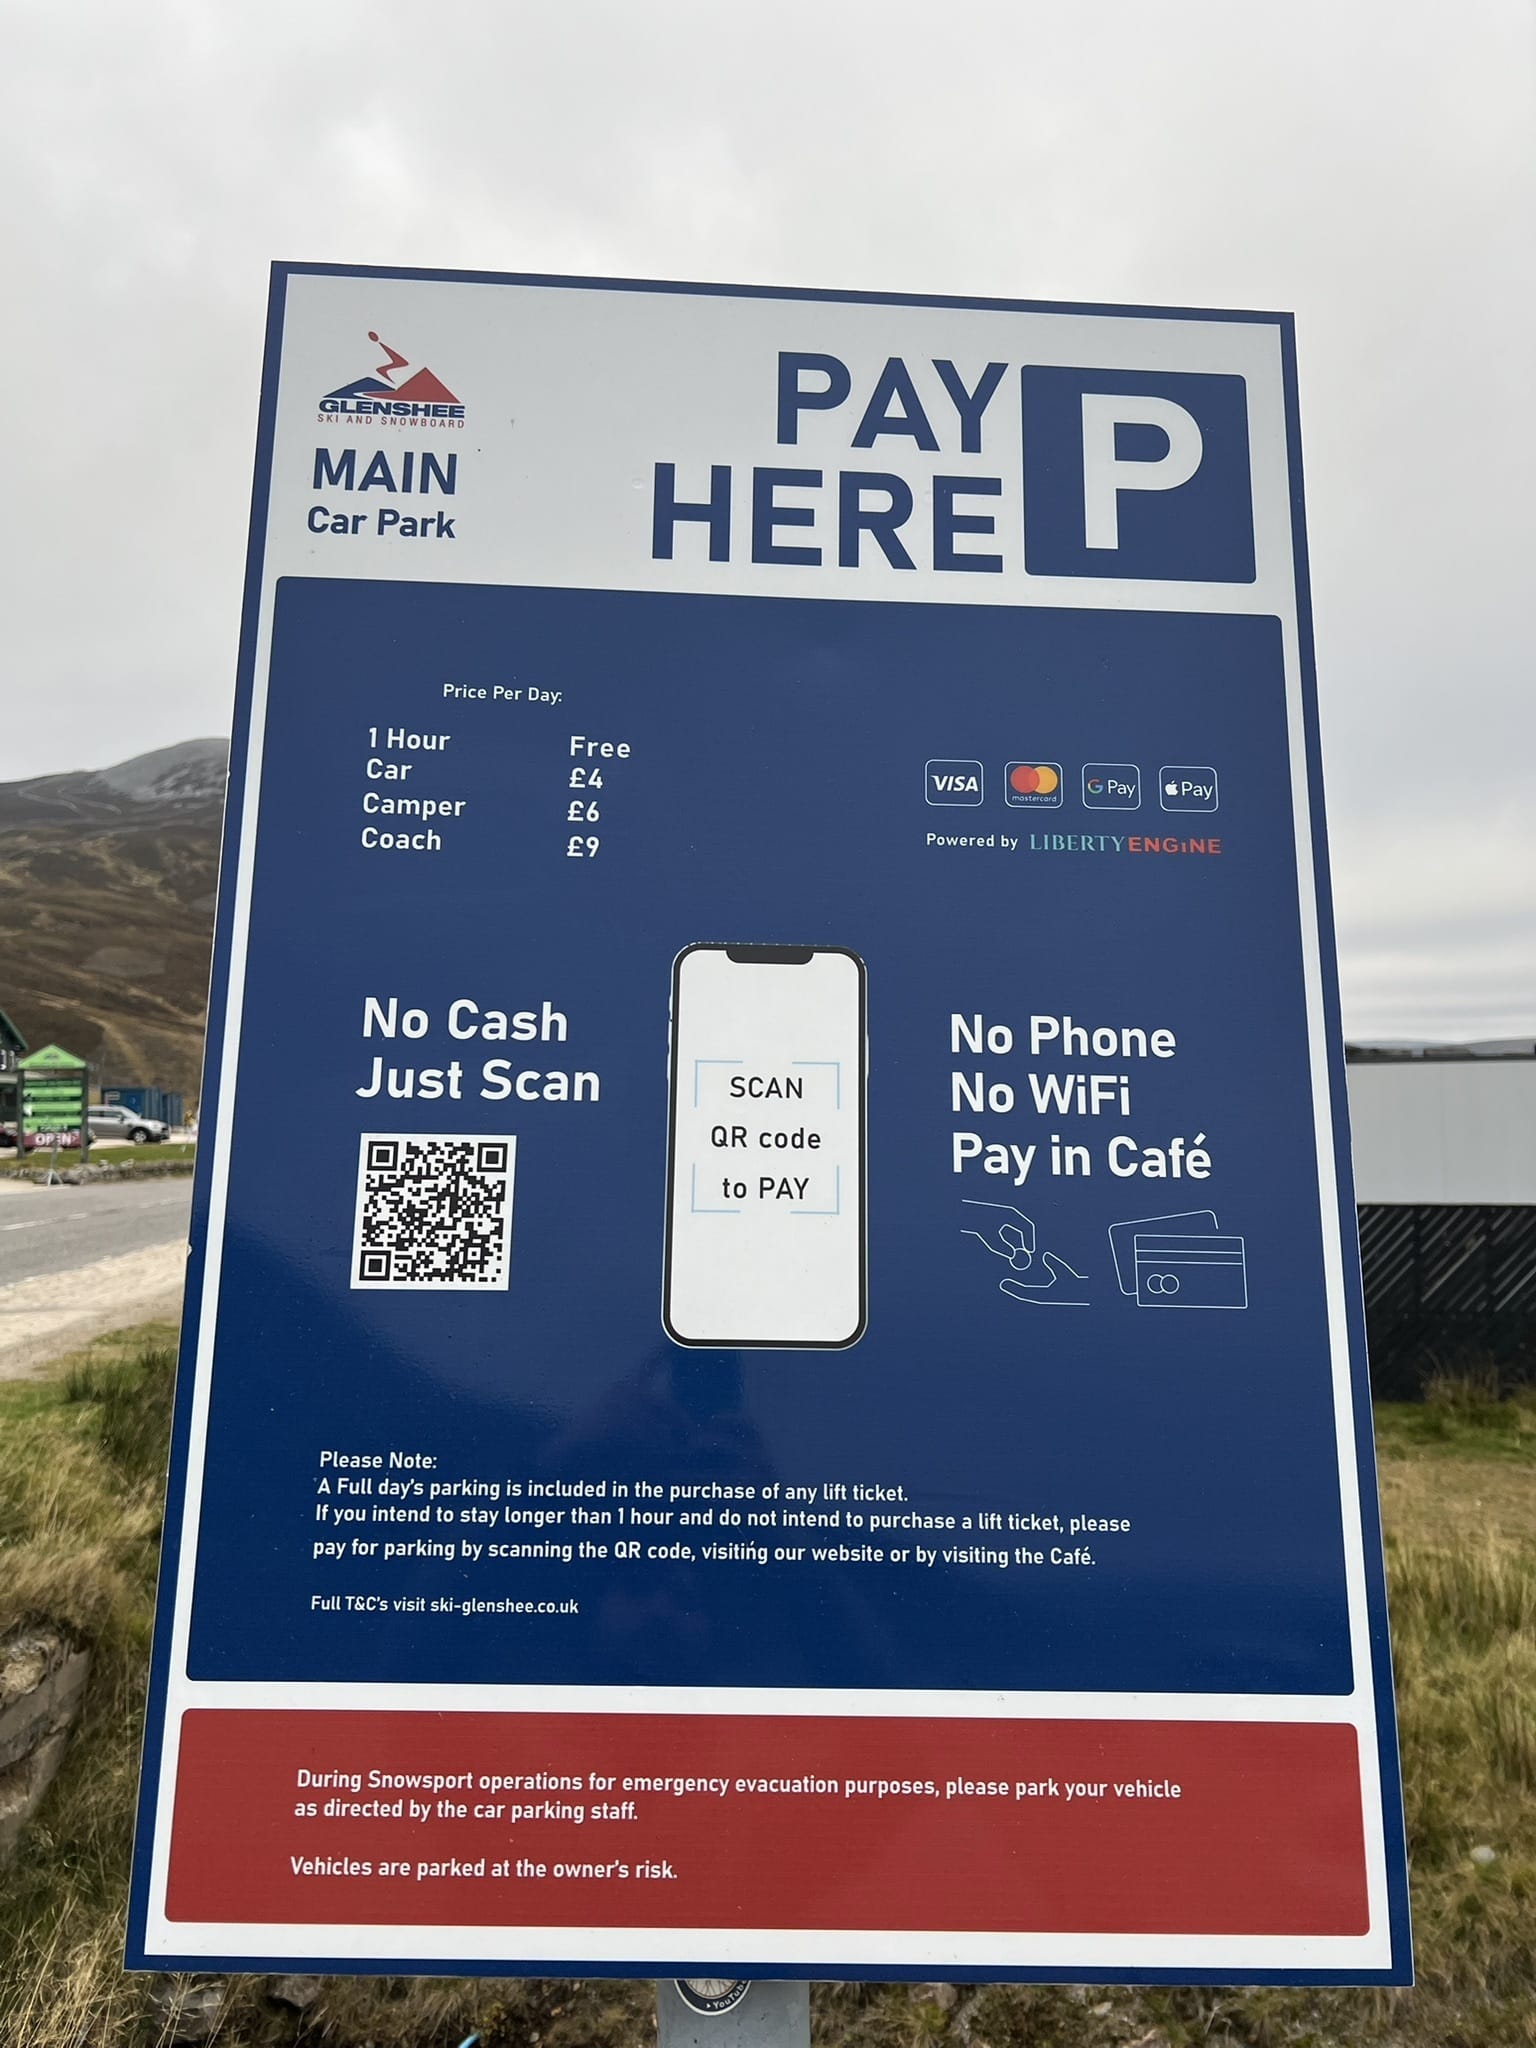 GLENSHEE
SKI AND SNOWBOARD
MAIN
Car Park
PAY
HERE
P
Price Per Day:
1 Hour Free
Car £4
Camper £6
Coach £9
VISA
mastercard
G Pay
Pay
Powered by LIBERTYENGiNE
No Cash
Just Scan
SCAN
QR code
to PAY
No Phone
No WiFi
Pay in Café
Please Note:
A Full day's parking is included in the purchase of any lift ticket.
If you intend to stay longer than 1 hour and do not intend to purchase a lift ticket, please
pay for parking by scanning the QR code, visiting our website or by visiting the Café.
Full T&C's visit ski-glenshee.co.uk
During Snowsport operations for emergency evacuation purposes, please park your vehicle
as directed by the car parking staff.
Vehicles are parked at the owner's risk.
OPEN
YouTube